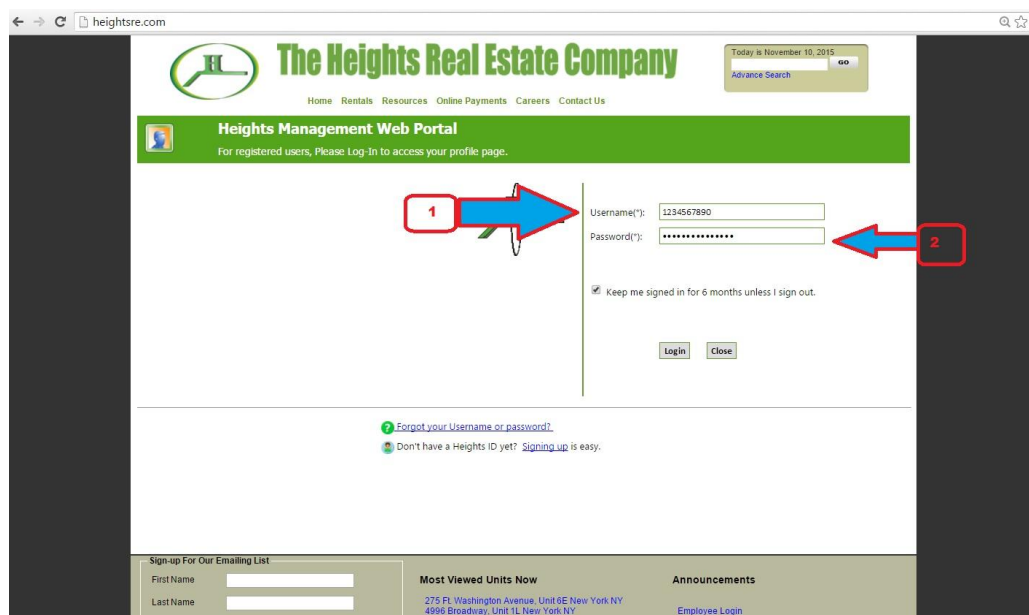 heightsre.com
The Heights Real Estate Company
Today is November 10, 2015
GO
Advance Search
Home Rentals Resources Online Payments Careers Contact Us
Heights Management Web Portal
For registered users, Please Log-In to access your profile page.
1
Username(*): 1234567890
Password(*): •••••••••••••••
2
Keep me signed in for 6 months unless I sign out.
Login Close
Forgot your Username or password?
Don't have a Heights ID yet? Signing up is easy.
Sign-up For Our Emailing List
First Name
Last Name
Most Viewed Units Now
275 Ft. Washington Avenue, Unit 6E New York NY
4996 Broadway, Unit 1L New York NY
Announcements
Employee Login